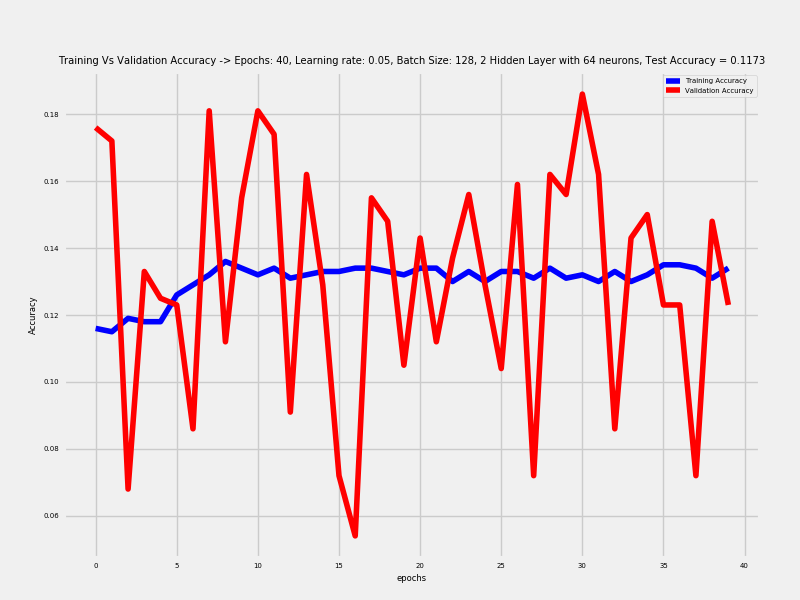 Training Vs Validation Accuracy -> Epochs: 40, Learning rate: 0.05, Batch Size: 128, 2 Hidden Layer with 64 neurons, Test Accuracy = 0.1173
Training Accuracy
Validation Accuracy
0.18
0.16
0.14
0.12
0.10
0.08
0.06
Accuracy
0 5 10 15 20 25 30 35 40
epochs